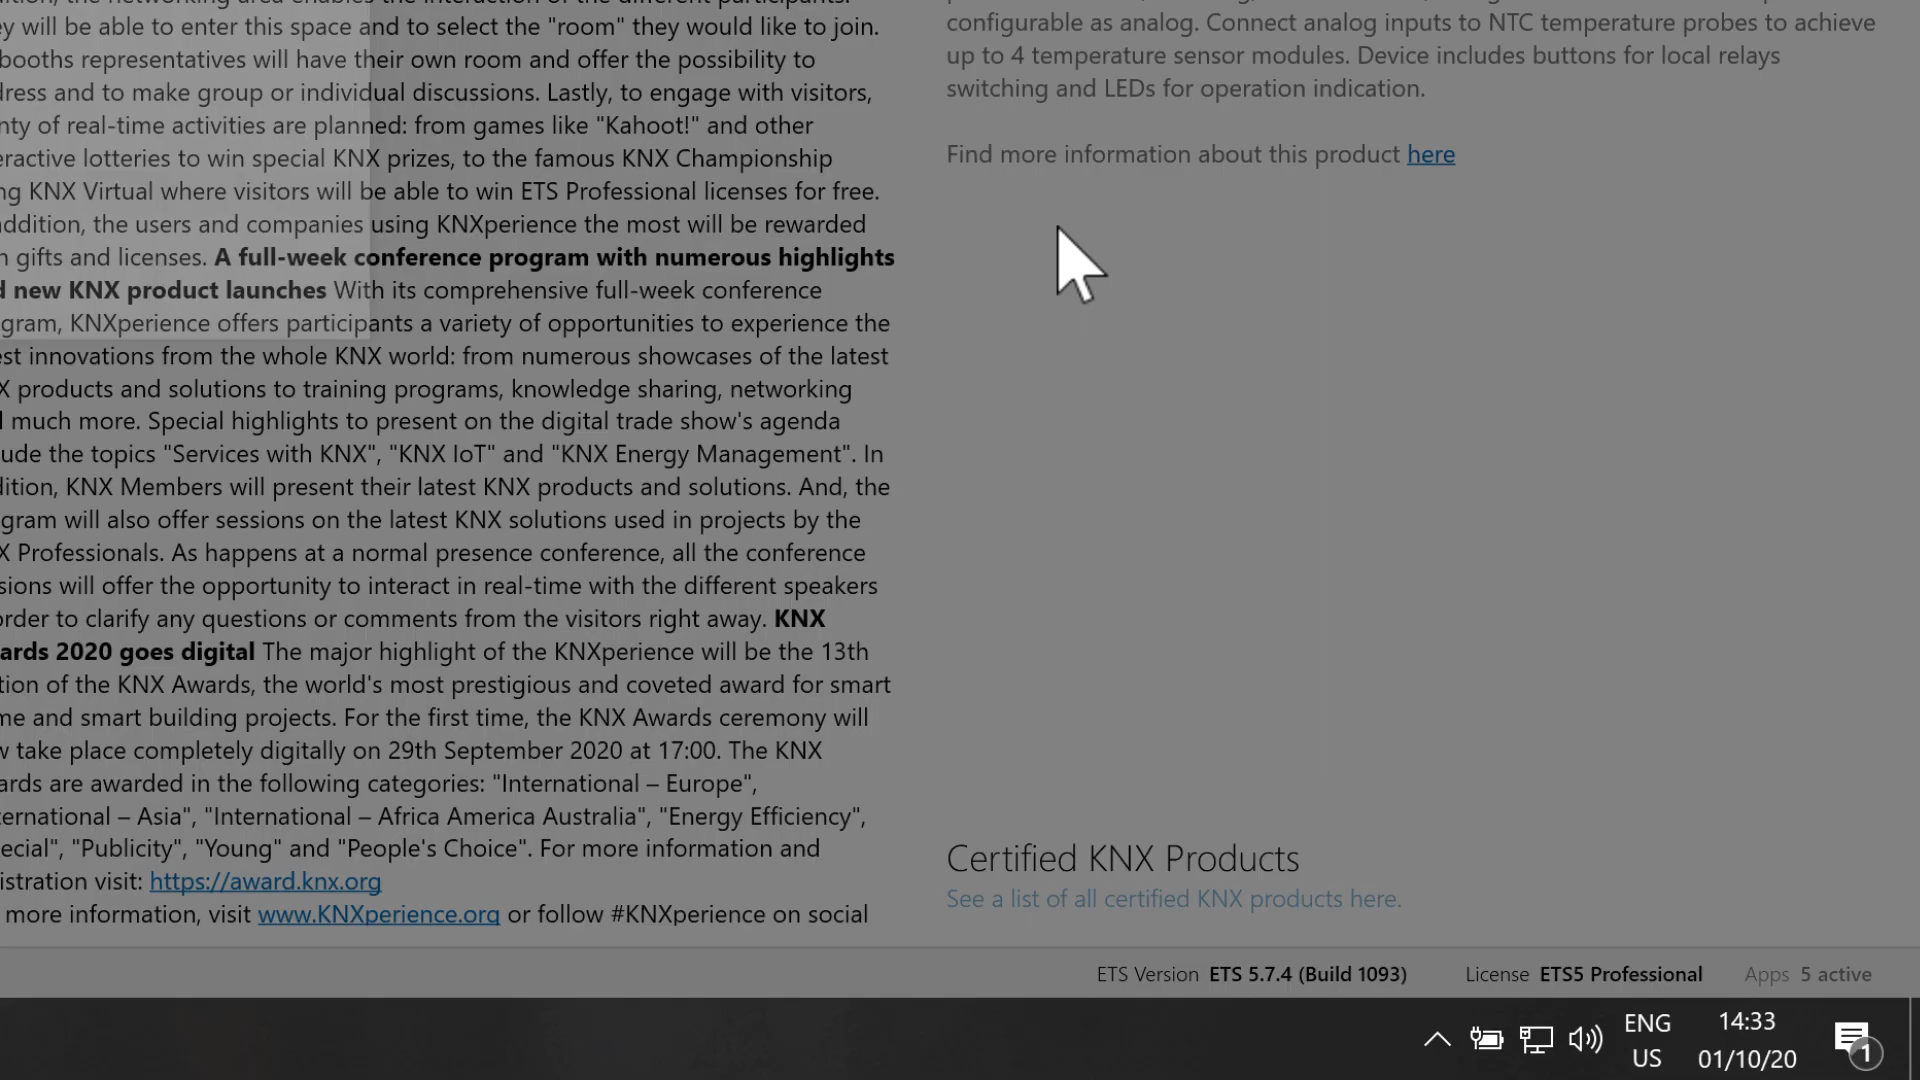 ey will be able to enter this space and to select the "room" they would like to join.
booths representatives will have their own room and offer the possibility to
dress and to make group or individual discussions. Lastly, to engage with visitors,
nty of real-time activities are planned: from games like "Kahoot!" and other
eractive lotteries to win special KNX prizes, to the famous KNX Championship
ng KNX Virtual where visitors will be able to win ETS Professional licenses for free.
addition, the users and companies using KNXperience the most will be rewarded
h gifts and licenses. A full-week conference program with numerous highlights
d new KNX product launches With its comprehensive full-week conference
gram, KNXperience offers participants a variety of opportunities to experience the
est innovations from the whole KNX world: from numerous showcases of the latest
X products and solutions to training programs, knowledge sharing, networking
d much more. Special highlights to present on the digital trade show's agenda
ude the topics "Services with KNX", "KNX IoT" and "KNX Energy Management". In
dition, KNX Members will present their latest KNX products and solutions. And, the
gram will also offer sessions on the latest KNX solutions used in projects by the
X Professionals. As happens at a normal presence conference, all the conference
sions will offer the opportunity to interact in real-time with the different speakers
order to clarify any questions or comments from the visitors right away. KNX
ards 2020 goes digital The major highlight of the KNXperience will be the 13th
tion of the KNX Awards, the world's most prestigious and coveted award for smart
me and smart building projects. For the first time, the KNX Awards ceremony will
w take place completely digitally on 29th September 2020 at 17:00. The KNX
ards are awarded in the following categories: "International – Europe",
ernational – Asia", "International – Africa America Australia", "Energy Efficiency",
ecial", "Publicity", "Young" and "People's Choice". For more information and
istration visit: https://award.knx.org
more information, visit www.KNXperience.org or follow #KNXperience on social
configurable as analog. Connect analog inputs to NTC temperature probes to achieve
up to 4 temperature sensor modules. Device includes buttons for local relays
switching and LEDs for operation indication.
Find more information about this product here
Certified KNX Products
See a list of all certified KNX products here.
ETS Version ETS 5.7.4 (Build 1093) License ETS5 Professional Apps 5 active
ENG 14:33
US 01/10/20 1